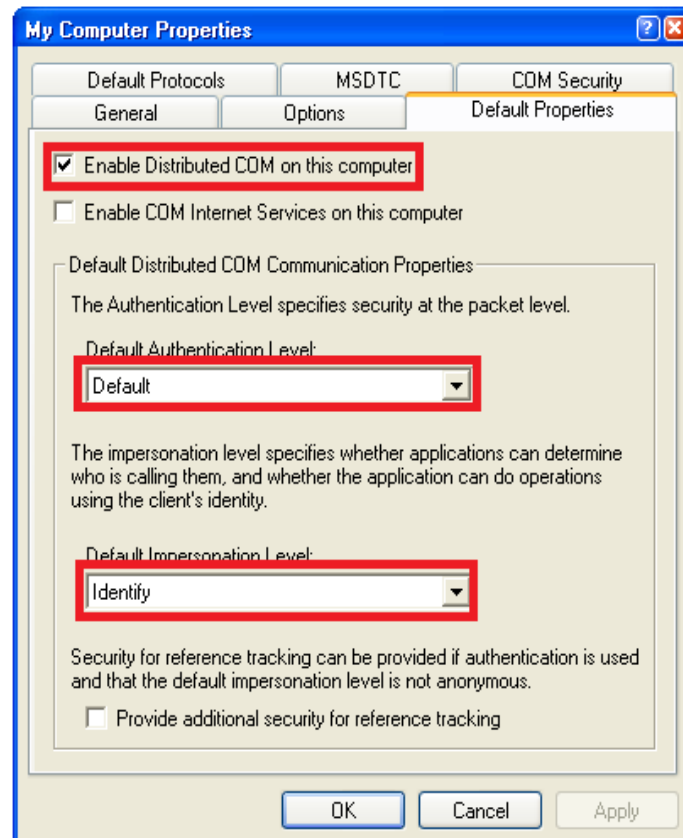 My Computer Properties
Default Protocols MSDTC COM Security
General Options Default Properties
Enable Distributed COM on this computer
Enable COM Internet Services on this computer
Default Distributed COM Communication Properties
The Authentication Level specifies security at the packet level.
Default Authentication Level:
Default
The impersonation level specifies whether applications can determine
who is calling them, and whether the application can do operations
using the client's identity.
Default Impersonation Level:
Identify
Security for reference tracking can be provided if authentication is used
and that the default impersonation level is not anonymous.
Provide additional security for reference tracking
OK Cancel Apply